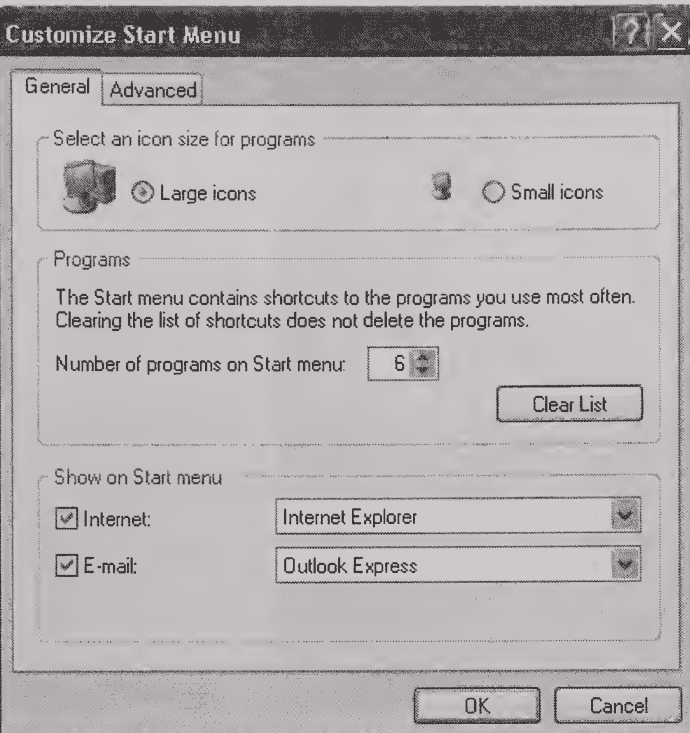 Customize Start Menu
General Advanced
Select an icon size for programs
Large icons Small icons
Programs
The Start menu contains shortcuts to the programs you use most often.
Clearing the list of shortcuts does not delete the programs.
Number of programs on Start menu: 6
Clear List
Show on Start menu
Internet: Internet Explorer
E-mail: Outlook Express
OK Cancel